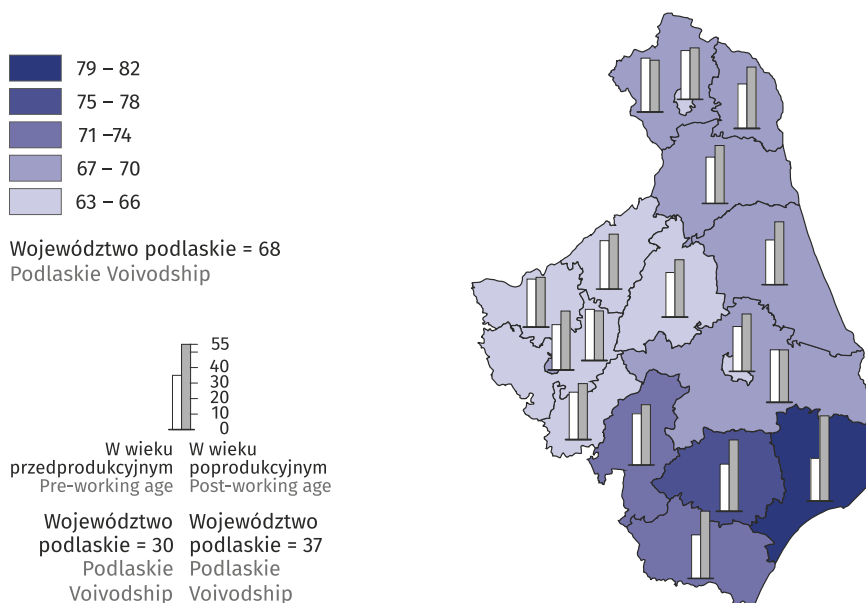 79 – 82
75 – 78
71 –74
67 – 70
63 – 66
Województwo podlaskie = 68
Podlaskie Voivodship
55
40
30
20
10
0
W wieku
przedprodukcyjnym
Pre-working age
W wieku
poprodukcyjnym
Post-working age
Województwo
podlaskie = 30
Podlaskie
Voivodship
Województwo
podlaskie = 37
Podlaskie
Voivodship